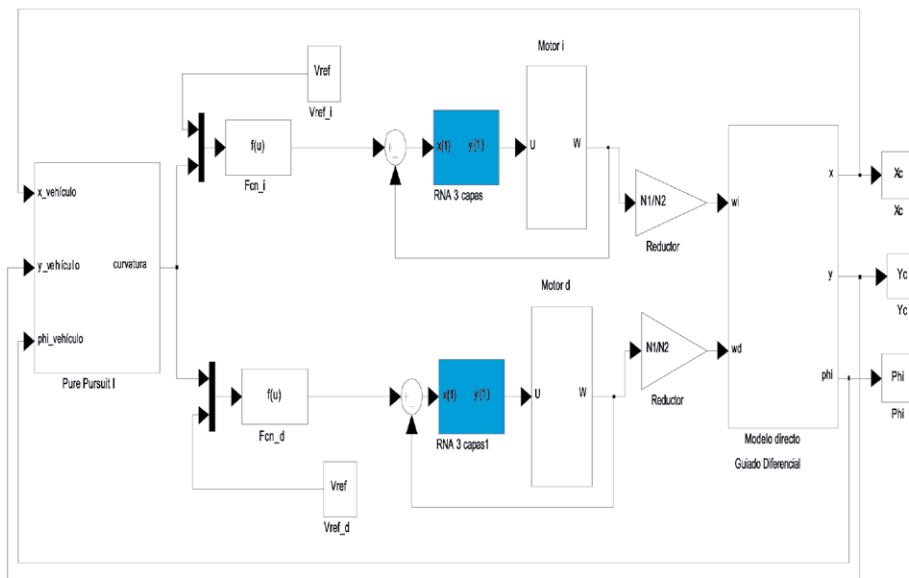 Motor i
Vref
Vref_i
f(u)
Fcn_i
+
-
x{1} y{1}
RNA 3 capas
U W
N1/N2
Reductor
x_vehículo
y_vehículo
phi_vehículo
curvatura
Pure Pursuit I
wi
wd
x
y
phi
Modelo directo
Guiado Diferencial
Xc
Xc
Yc
Yc
Phi
Phi
Motor d
f(u)
Fcn_d
+
-
x{1} y{1}
RNA 3 capas1
U W
N1/N2
Reductor
Vref
Vref_d